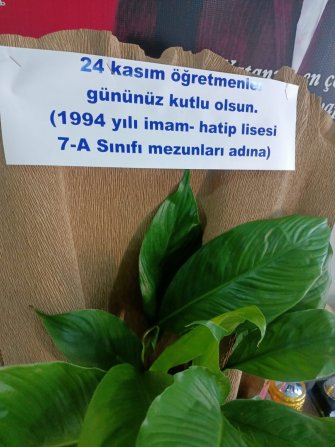 24 kasım öğretmenler
gününüz kutlu olsun.
(1994 yılı imam- hatip lisesi
7-A Sınıfı mezunları adına)